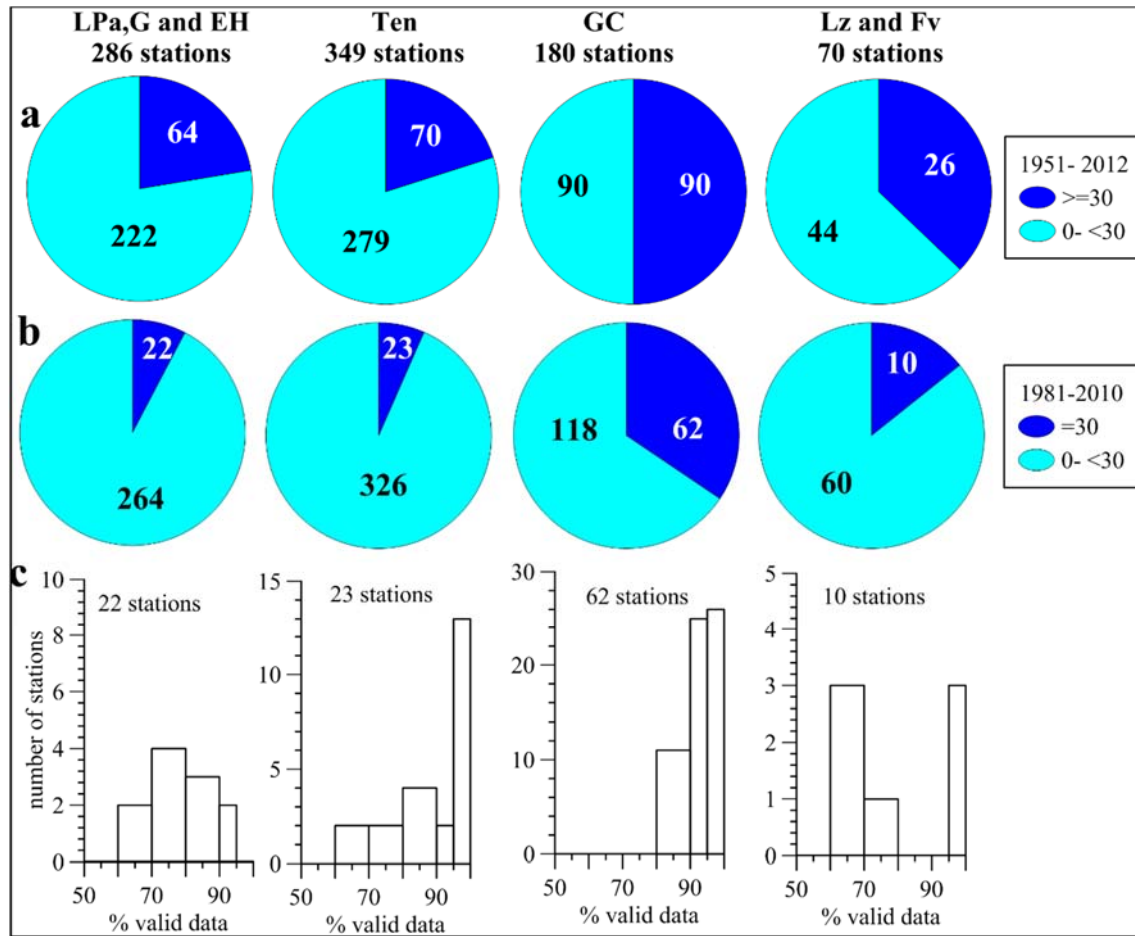 LPa,G and EH
286 stations
Ten
349 stations
GC
180 stations
Lz and Fv
70 stations
a
64
222
70
279
90
90
26
44
1951- 2012
>=30
0- <30
b
22
264
23
326
118
62
10
60
1981-2010
=30
0- <30
c
number of stations
10
8
6
4
2
0
22 stations
50
70
90
% valid data
15
10
5
0
23 stations
50
70
90
% valid data
30
20
10
0
62 stations
50
70
90
% valid data
5
4
3
2
1
0
10 stations
50
70
90
% valid data